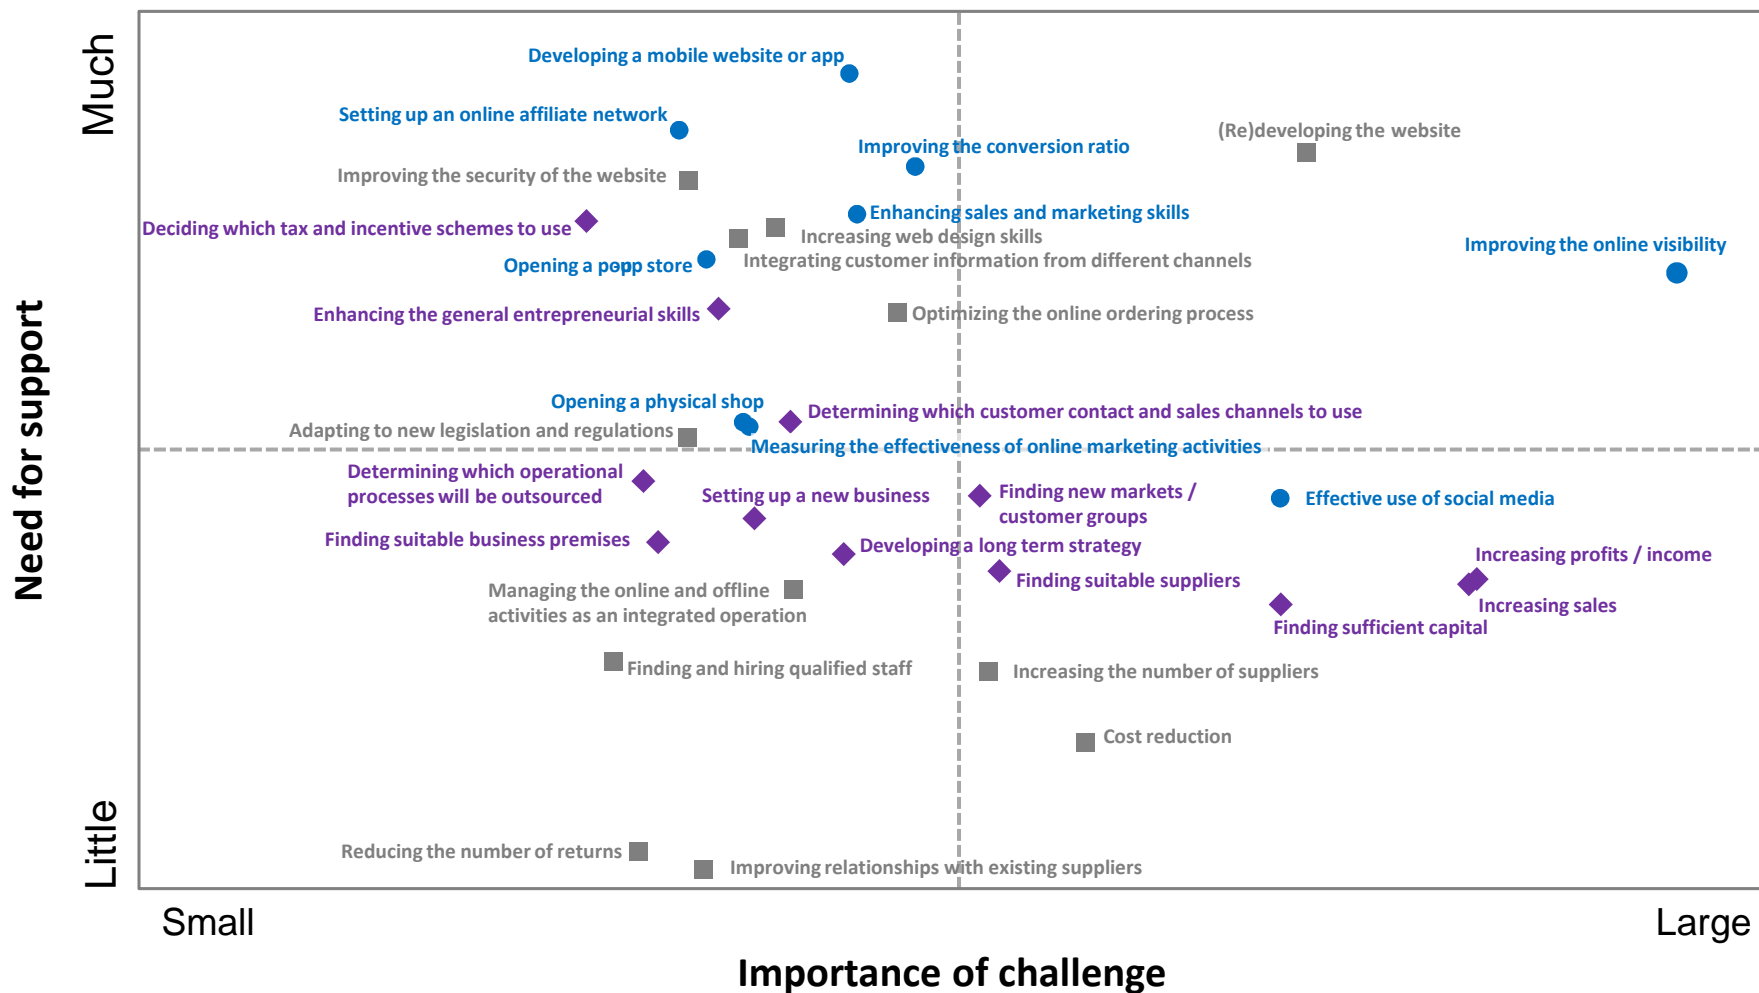 Much
Developing a mobile website or app
Setting up an online affiliate network
(Re)developing the website
Improving the conversion ratio
Improving the security of the website
Enhancing sales and marketing skills
Deciding which tax and incentive schemes to use
Increasing web design skills
Improving the online visibility
Integrating customer information from different channels
Opening a pop-up store
Enhancing the general entrepreneurial skills
Optimizing the online ordering process
Need for support
Opening a physical shop
Determining which customer contact and sales channels to use
Adapting to new legislation and regulations
Measuring the effectiveness of online marketing activities
Determining which operational
processes will be outsourced
Setting up a new business
Finding new markets /
customer groups
Effective use of social media
Finding suitable business premises
Developing a long term strategy
Increasing profits / income
Finding suitable suppliers
Managing the online and offline
activities as an integrated operation
Increasing sales
Finding sufficient capital
Finding and hiring qualified staff
Increasing the number of suppliers
Cost reduction
Reducing the number of returns
Improving relationships with existing suppliers
Little
Small
Large
Importance of challenge